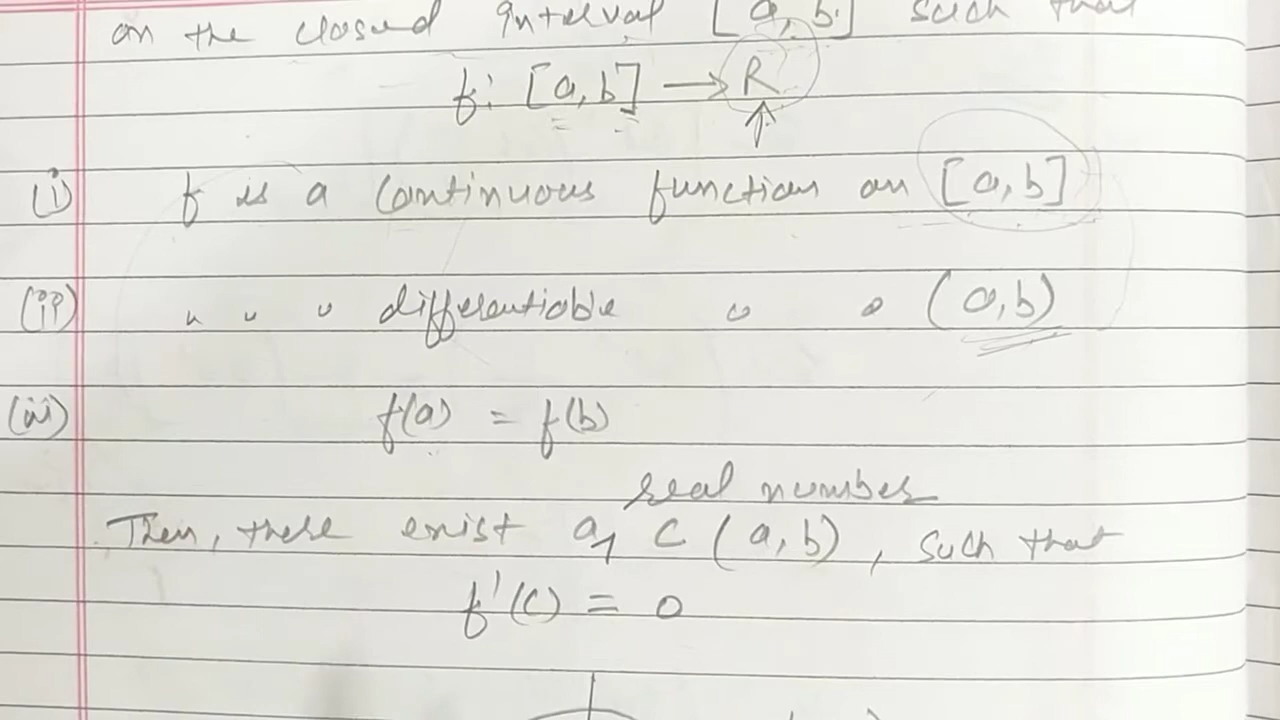 on the closed interval [a, b] such that
f: [a, b] → R
(i) f is a continuous function on [a, b]
(ii) " " " differentiable " " (a, b)
(iii) f(a) = f(b)
real number
Then, there exist a, c (a, b), such that
f'(c) = 0